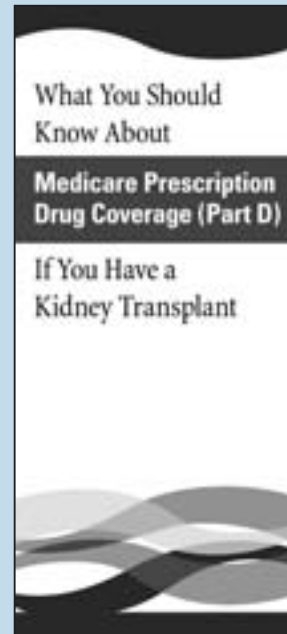 What You Should
Know About
Medicare Prescription
Drug Coverage (Part D)
If You Have a
Kidney Transplant